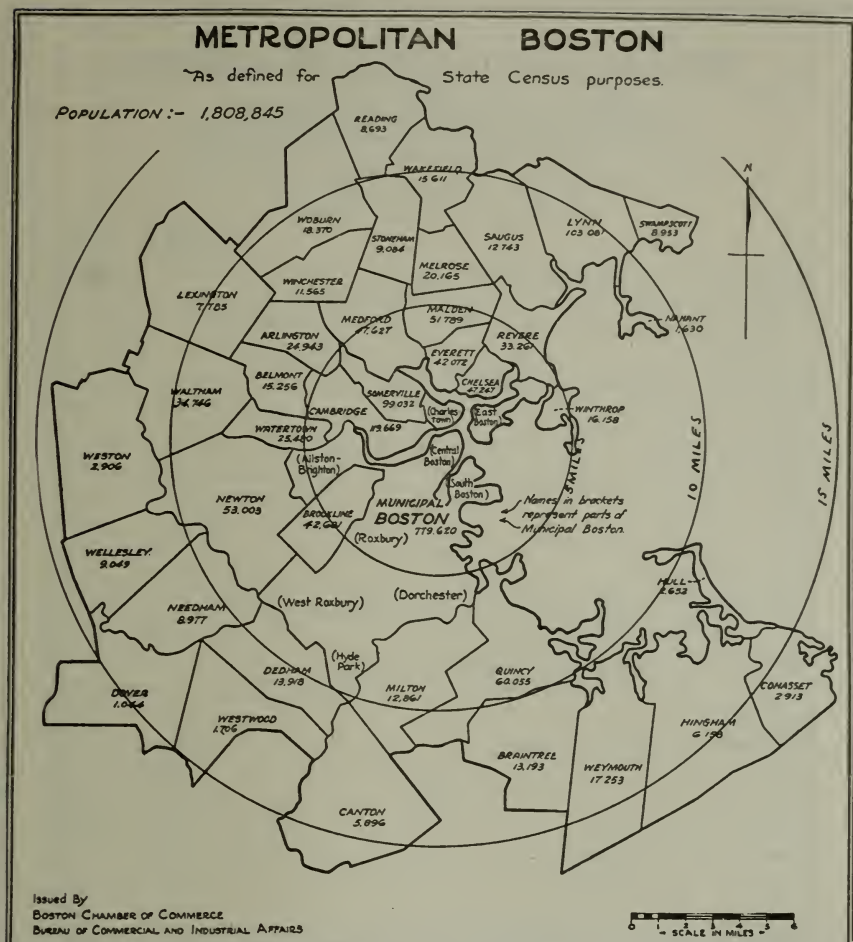 METROPOLITAN BOSTON
As defined for State Census purposes.
POPULATION :- 1,808,845
READING
8,693
WAKEFIELD
15 611
N
WOBURN
18,370
STONEHAM
9,084
SAUGUS
12 743
LYNN
103 081
SWAMPSCOTT
8 953
MELROSE
20,165
WINCHESTER
11,565
LEXINGTON
7,785
NAHANT
1,630
MEDFORD
47,627
MALDEN
51 789
REVERE
33,261
ARLINGTON
24,943
EVERETT
42 072
CHELSEA
47 247
BELMONT
15,256
SOMERVILLE
99,032
WALTHAM
34,746
CAMBRIDGE
119,669
(Charles
town)
(East
Boston)
WINTHROP
16,158
WATERTOWN
25,480
WESTON
2,906
(Allston-
Brighton)
(Central
Boston)
5 MILES
10 MILES
15 MILES
(South
Boston)
NEWTON
53,003
MUNICIPAL
BOSTON
779,620
Names in brackets
represent parts of
Municipal Boston.
BROOKLINE
42,681
(Roxbury)
WELLESLEY.
9,049
HULL
2,652
NEEDHAM
8,977
(West Roxbury)
(Dorchester)
(Hyde
Park)
DEDHAM
13,918
MILTON
12,861
QUINCY
60,055
DOVER
1,044
COHASSET
2 913
WESTWOOD
1,706
HINGHAM
6 158
BRAINTREE
13,193
WEYMOUTH
17 253
CANTON
5,896
Issued By
BOSTON CHAMBER OF COMMERCE
BUREAU OF COMMERCIAL AND INDUSTRIAL AFFAIRS
0 1 2 3 4 5 6
- SCALE IN MILES -